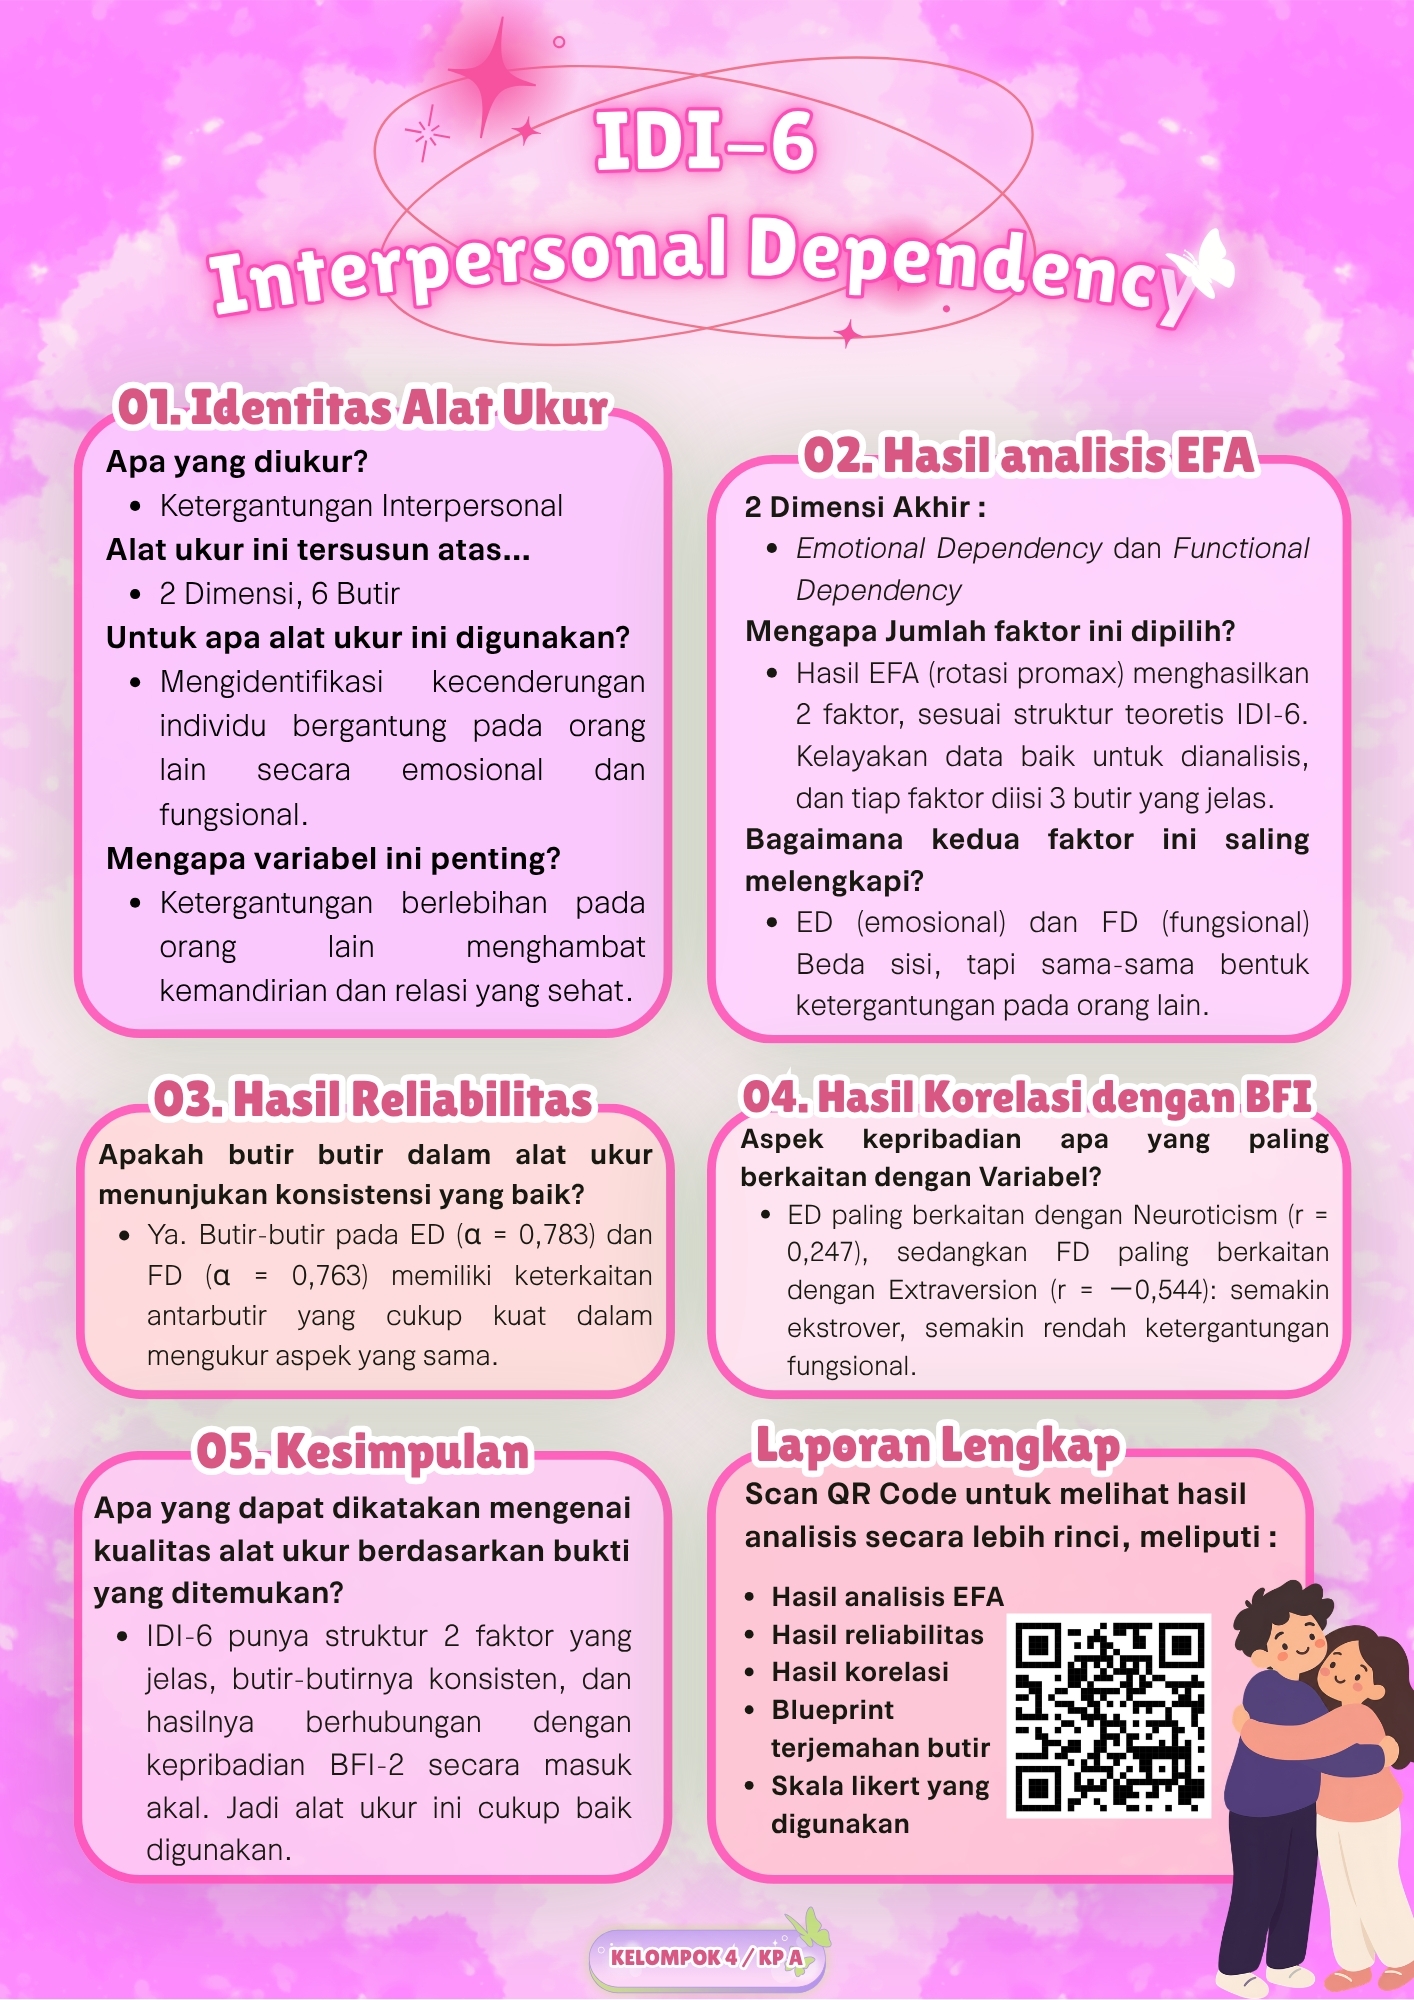 IDI-6
Interpersonal Dependency
01. Identitas Alat Ukur
Apa yang diukur?
• Ketergantungan Interpersonal
Alat ukur ini tersusun atas...
• 2 Dimensi, 6 Butir
Untuk apa alat ukur ini digunakan?
• Mengidentifikasi kecenderungan
individu bergantung pada orang
lain secara emosional dan
fungsional.
Mengapa variabel ini penting?
• Ketergantungan berlebihan pada
orang lain menghambat
kemandirian dan relasi yang sehat.
02. Hasil analisis EFA
2 Dimensi Akhir :
• Emotional Dependency dan Functional
Dependency
Mengapa Jumlah faktor ini dipilih?
• Hasil EFA (rotasi promax) menghasilkan
2 faktor, sesuai struktur teoretis IDI-6.
Kelayakan data baik untuk dianalisis,
dan tiap faktor diisi 3 butir yang jelas.
Bagaimana kedua faktor ini saling
melengkapi?
• ED (emosional) dan FD (fungsional)
Beda sisi, tapi sama-sama bentuk
ketergantungan pada orang lain.
03. Hasil Reliabilitas
Apakah butir butir dalam alat ukur
menunjukan konsistensi yang baik?
• Ya. Butir-butir pada ED (α = 0,783) dan
FD (α = 0,763) memiliki keterkaitan
antarbutir yang cukup kuat dalam
mengukur aspek yang sama.
04. Hasil Korelasi dengan BFI
Aspek kepribadian apa yang paling
berkaitan dengan Variabel?
• ED paling berkaitan dengan Neuroticism (r =
0,247), sedangkan FD paling berkaitan
dengan Extraversion (r = −0,544): semakin
ekstrover, semakin rendah ketergantungan
fungsional.
05. Kesimpulan
Apa yang dapat dikatakan mengenai
kualitas alat ukur berdasarkan bukti
yang ditemukan?
• IDI-6 punya struktur 2 faktor yang
jelas, butir-butirnya konsisten, dan
hasilnya berhubungan dengan
kepribadian BFI-2 secara masuk
akal. Jadi alat ukur ini cukup baik
digunakan.
Laporan Lengkap
Scan QR Code untuk melihat hasil
analisis secara lebih rinci, meliputi :
• Hasil analisis EFA
• Hasil reliabilitas
• Hasil korelasi
• Blueprint
terjemahan butir
• Skala likert yang
digunakan
KELOMPOK 4 / KP A